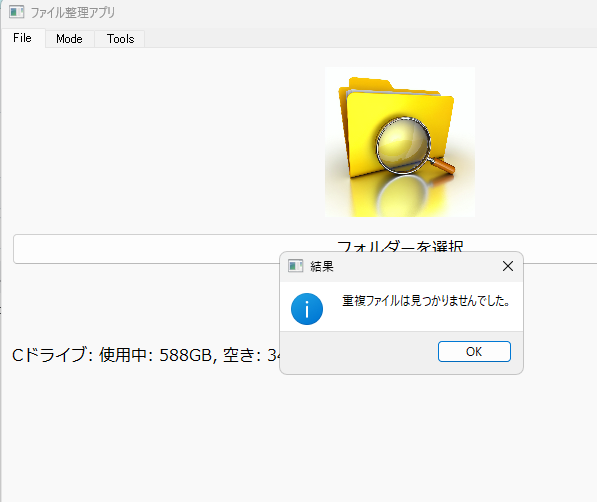 ファイル整理アプリ
File Mode Tools
フォルダーを選択
結果
重複ファイルは見つかりませんでした。
OK
Cドライブ: 使用中: 588GB, 空き: